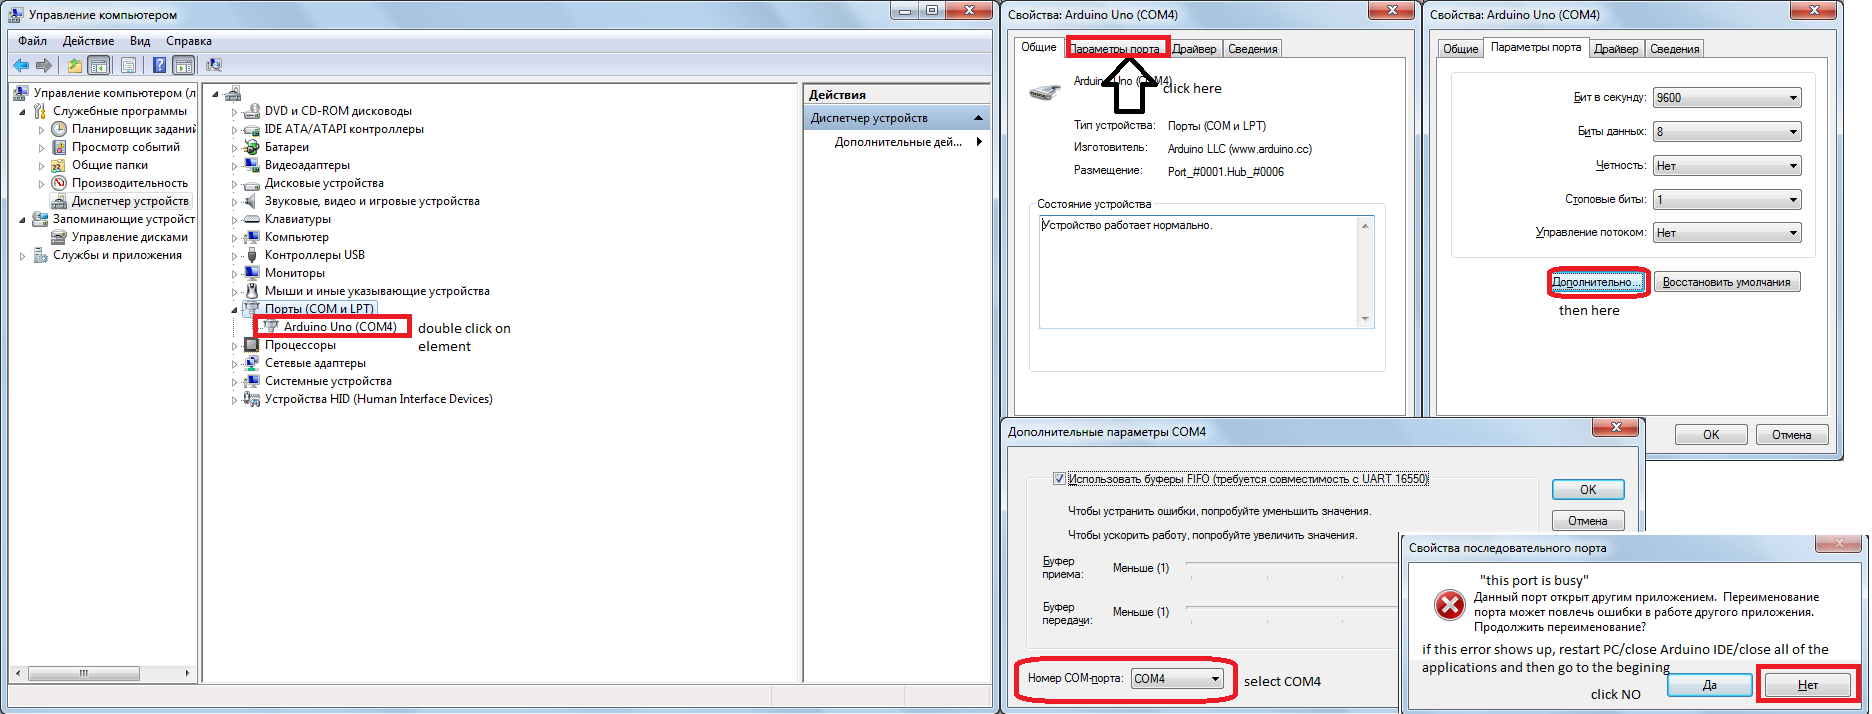 Управление компьютером
Файл Действие Вид Справка
Управление компьютером (л
Служебные программы
Планировщик заданий
Просмотр событий
Общие папки
Производительность
Диспетчер устройств
Запоминающие устройст
Управление дисками
Службы и приложения
DVD и CD-ROM дисководы
IDE ATA/ATAPI контроллеры
Батареи
Видеоадаптеры
Дисковые устройства
Звуковые, видео и игровые устройства
Клавиатуры
Компьютер
Контроллеры USB
Мониторы
Мыши и иные указывающие устройства
Порты (COM и LPT)
Arduino Uno (COM4)
Процессоры
Сетевые адаптеры
Системные устройства
Устройства HID (Human Interface Devices)
double click on
element
Действия
Диспетчер устройств
Дополнительные дей...
Свойства: Arduino Uno (COM4)
Общие Параметры порта Драйвер Сведения
Arduino Uno (COM4)
click here
Тип устройства: Порты (COM и LPT)
Изготовитель: Arduino LLC (www.arduino.cc)
Размещение: Port_#0001.Hub_#0006
Состояние устройства
Устройство работает нормально.
Свойства: Arduino Uno (COM4)
Общие Параметры порта Драйвер Сведения
Бит в секунду: 9600
Биты данных: 8
Четность: Нет
Стоповые биты: 1
Управление потоком: Нет
Дополнительно... Восстановить умолчания
then here
OK Отмена
Дополнительные параметры COM4
Использовать буферы FIFO (требуется совместимость с UART 16550)
OK
Чтобы устранить ошибки, попробуйте уменьшить значения.
Отмена
Чтобы ускорить работу, попробуйте увеличить значения.
Буфер
приема: Меньше (1)
Буфер
передачи: Меньше (1)
Номер COM-порта: COM4
select COM4
Свойства последовательного порта
"this port is busy"
Данный порт открыт другим приложением. Переименование
порта может повлечь ошибки в работе другого приложения.
Продолжить переименование?
if this error shows up, restart PC/close Arduino IDE/close all of the
applications and then go to the begining
click NO
Да Нет